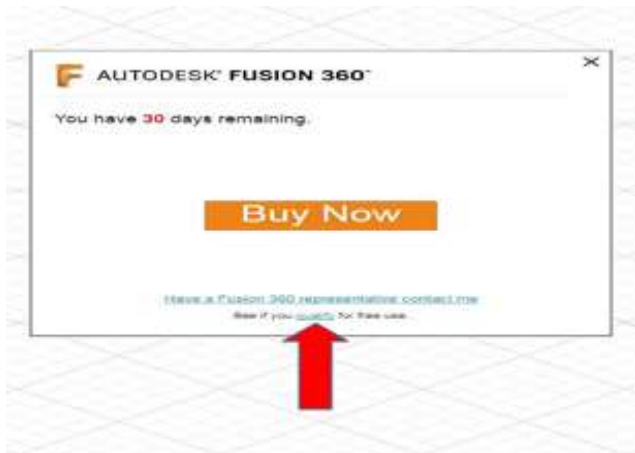 AUTODESK® FUSION 360™
You have 30 days remaining.
Buy Now
Have a Fusion 360 representative contact me
See if you qualify for free use